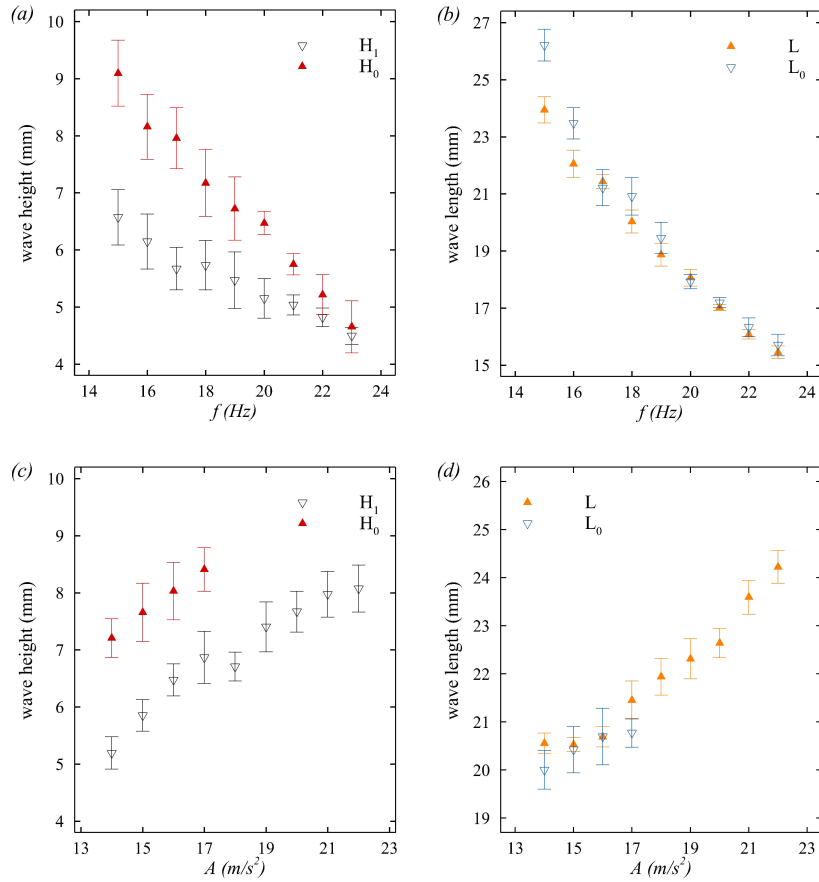 (a)
H1
H0
10
9
8
7
6
5
4
wave height (mm)
14 16 18 20 22 24
f (Hz)
(b)
L
L0
27
25
23
21
19
17
15
wave length (mm)
14 16 18 20 22 24
f (Hz)
(c)
H1
H0
10
9
8
7
6
5
4
wave height (mm)
13 15 17 19 21 23
A (m/s²)
(d)
L
L0
26
25
24
23
22
21
20
19
wave length (mm)
13 15 17 19 21 23
A (m/s²)